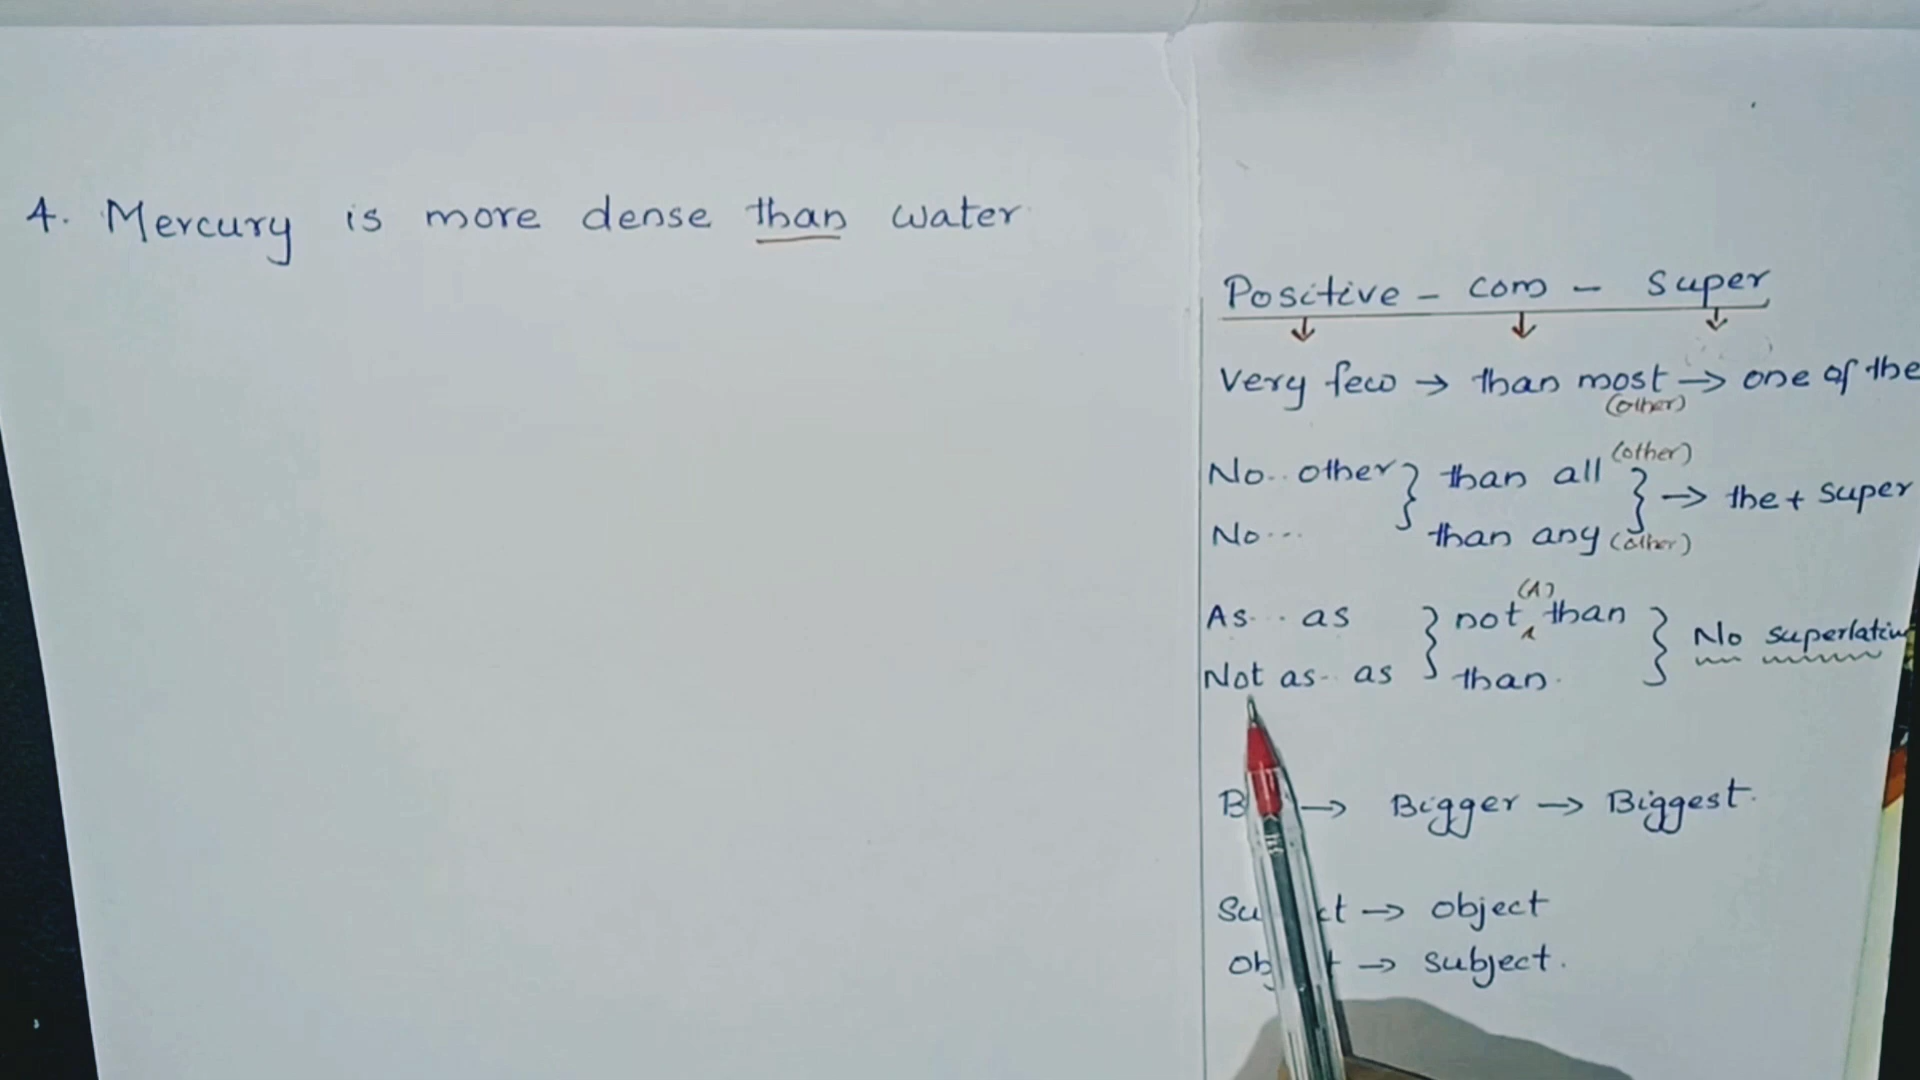 4. Mercury is more dense than water
Positive - com - super
↓ ↓ ↓
Very few → than most → one of the
(other)
(other)
No.. other } than all } → the + super
No... than any (other)
(A)
As... as } not ‸ than } No superlative
Not as.. as than.
→ Bigger → Biggest.
→ object
→ subject.